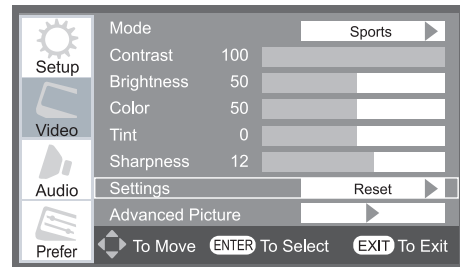 Setup
Video
Audio
Prefer
Mode Sports
Contrast 100
Brightness 50
Color 50
Tint 0
Sharpness 12
Settings Reset
Advanced Picture
To Move ENTER To Select EXIT To Exit